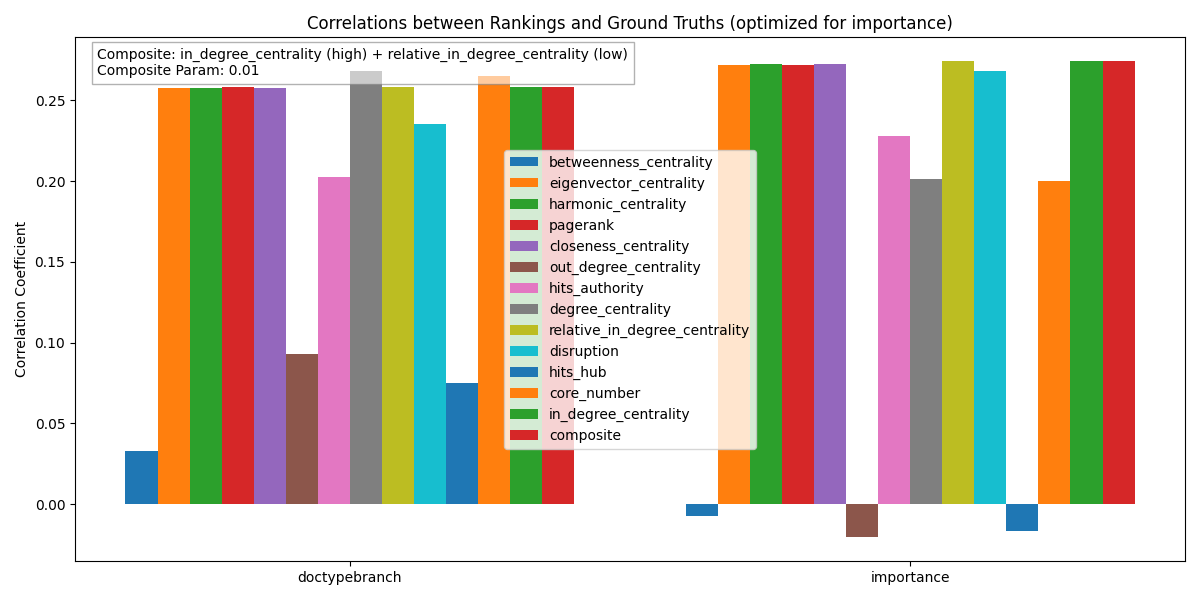 Correlations between Rankings and Ground Truths (optimized for importance)
Composite: in_degree_centrality (high) + relative_in_degree_centrality (low)
Composite Param: 0.01
Correlation Coefficient
0.25
0.20
0.15
0.10
0.05
0.00
betweenness_centrality
eigenvector_centrality
harmonic_centrality
pagerank
closeness_centrality
out_degree_centrality
hits_authority
degree_centrality
relative_in_degree_centrality
disruption
hits_hub
core_number
in_degree_centrality
composite
doctypebranch
importance